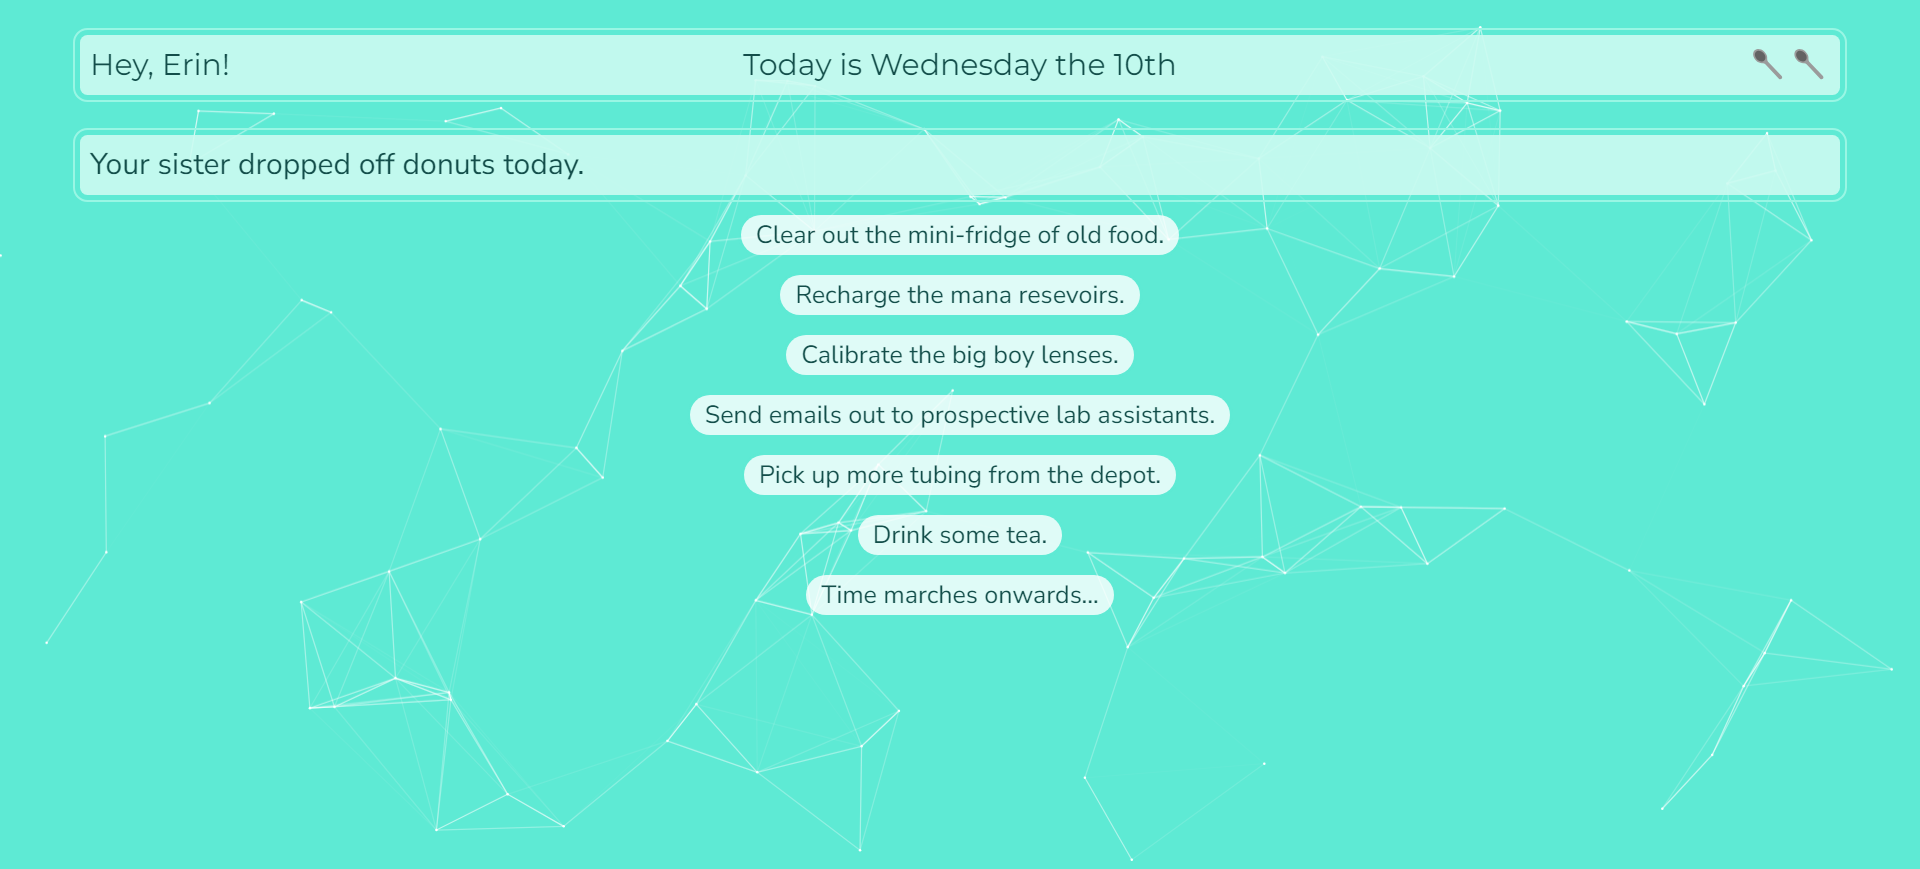 Hey, Erin!
Today is Wednesday the 10th
Your sister dropped off donuts today.
Clear out the mini-fridge of old food.
Recharge the mana resevoirs.
Calibrate the big boy lenses.
Send emails out to prospective lab assistants.
Pick up more tubing from the depot.
Drink some tea.
Time marches onwards...